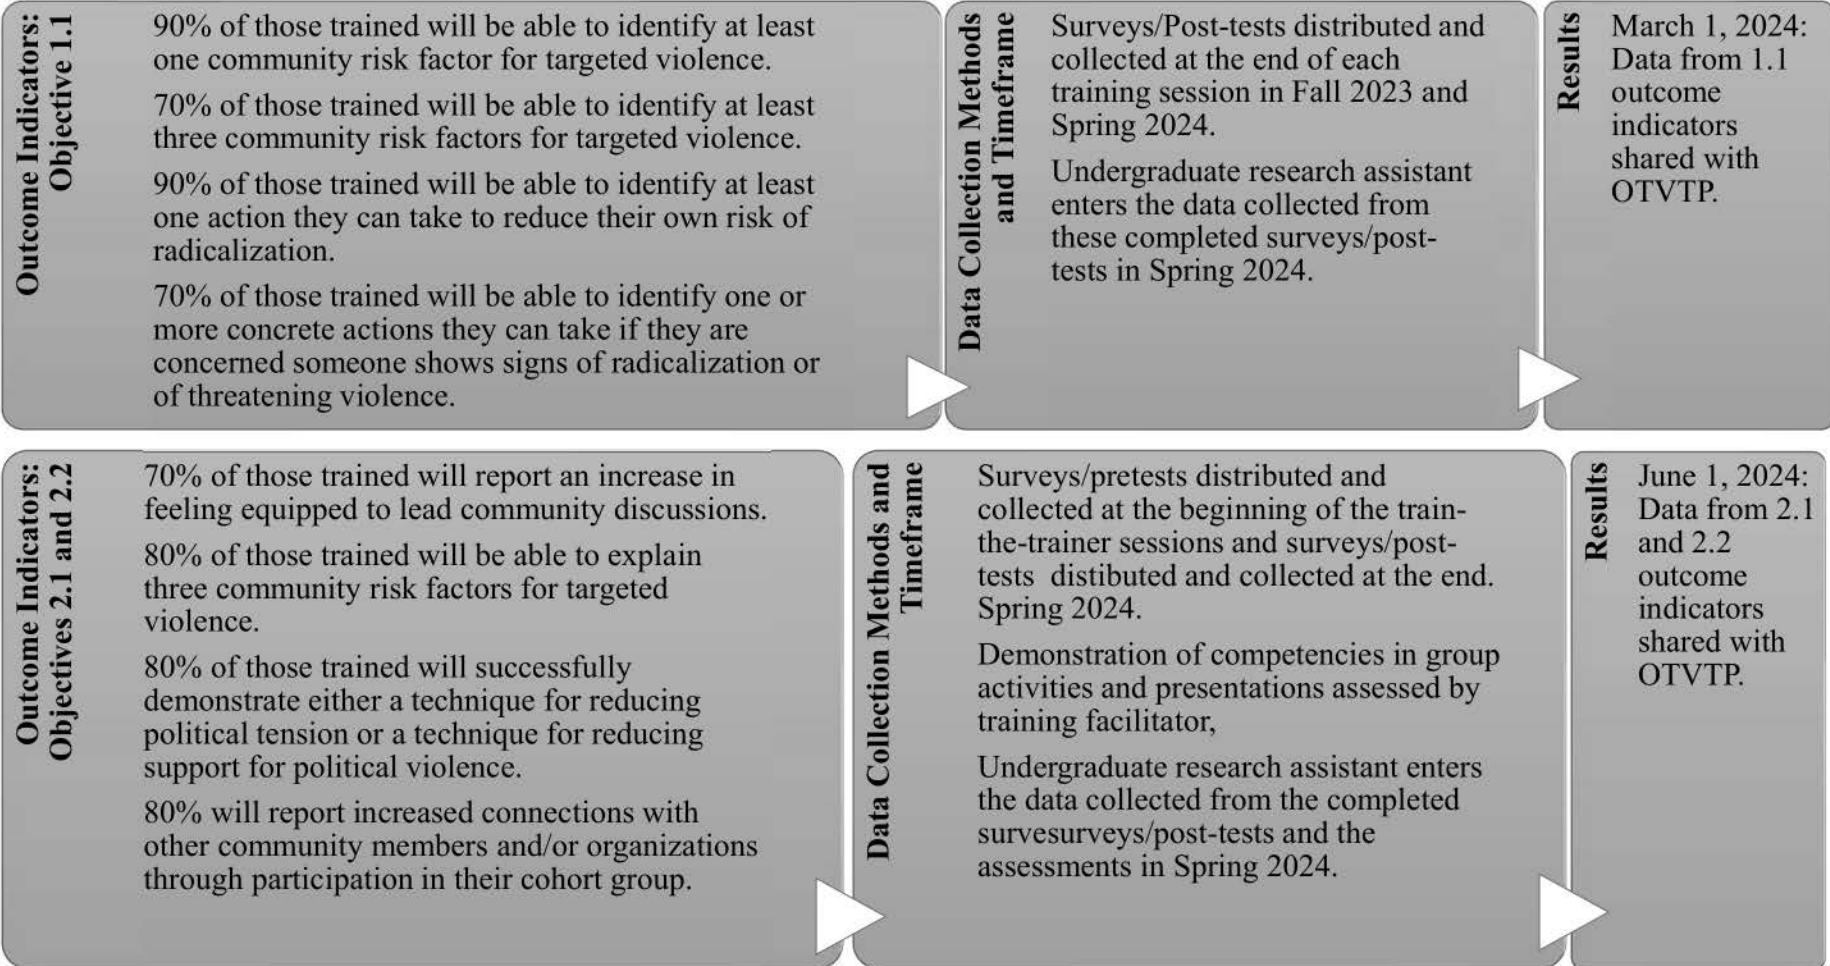 Outcome Indicators:
Objective 1.1
90% of those trained will be able to identify at least
one community risk factor for targeted violence.
70% of those trained will be able to identify at least
three community risk factors for targeted violence.
90% of those trained will be able to identify at least
one action they can take to reduce their own risk of
radicalization.
70% of those trained will be able to identify one or
more concrete actions they can take if they are
concerned someone shows signs of radicalization or
of threatening violence.
Data Collection Methods
and Timeframe
Surveys/Post-tests distributed and
collected at the end of each
training session in Fall 2023 and
Spring 2024.
Undergraduate research assistant
enters the data collected from
these completed surveys/post-
tests in Spring 2024.
Results
March 1, 2024:
Data from 1.1
outcome
indicators
shared with
OTVTP.
Outcome Indicators:
Objectives 2.1 and 2.2
70% of those trained will report an increase in
feeling equipped to lead community discussions.
80% of those trained will be able to explain
three community risk factors for targeted
violence.
80% of those trained will successfully
demonstrate either a technique for reducing
political tension or a technique for reducing
support for political violence.
80% will report increased connections with
other community members and/or organizations
through participation in their cohort group.
Data Collection Methods and
Timeframe
Surveys/pretests distributed and
collected at the beginning of the train-
the-trainer sessions and surveys/post-
tests distibuted and collected at the end.
Spring 2024.
Demonstration of competencies in group
activities and presentations assessed by
training facilitator,
Undergraduate research assistant enters
the data collected from the completed
survesurveys/post-tests and the
assessments in Spring 2024.
Results
June 1, 2024:
Data from 2.1
and 2.2
outcome
indicators
shared with
OTVTP.